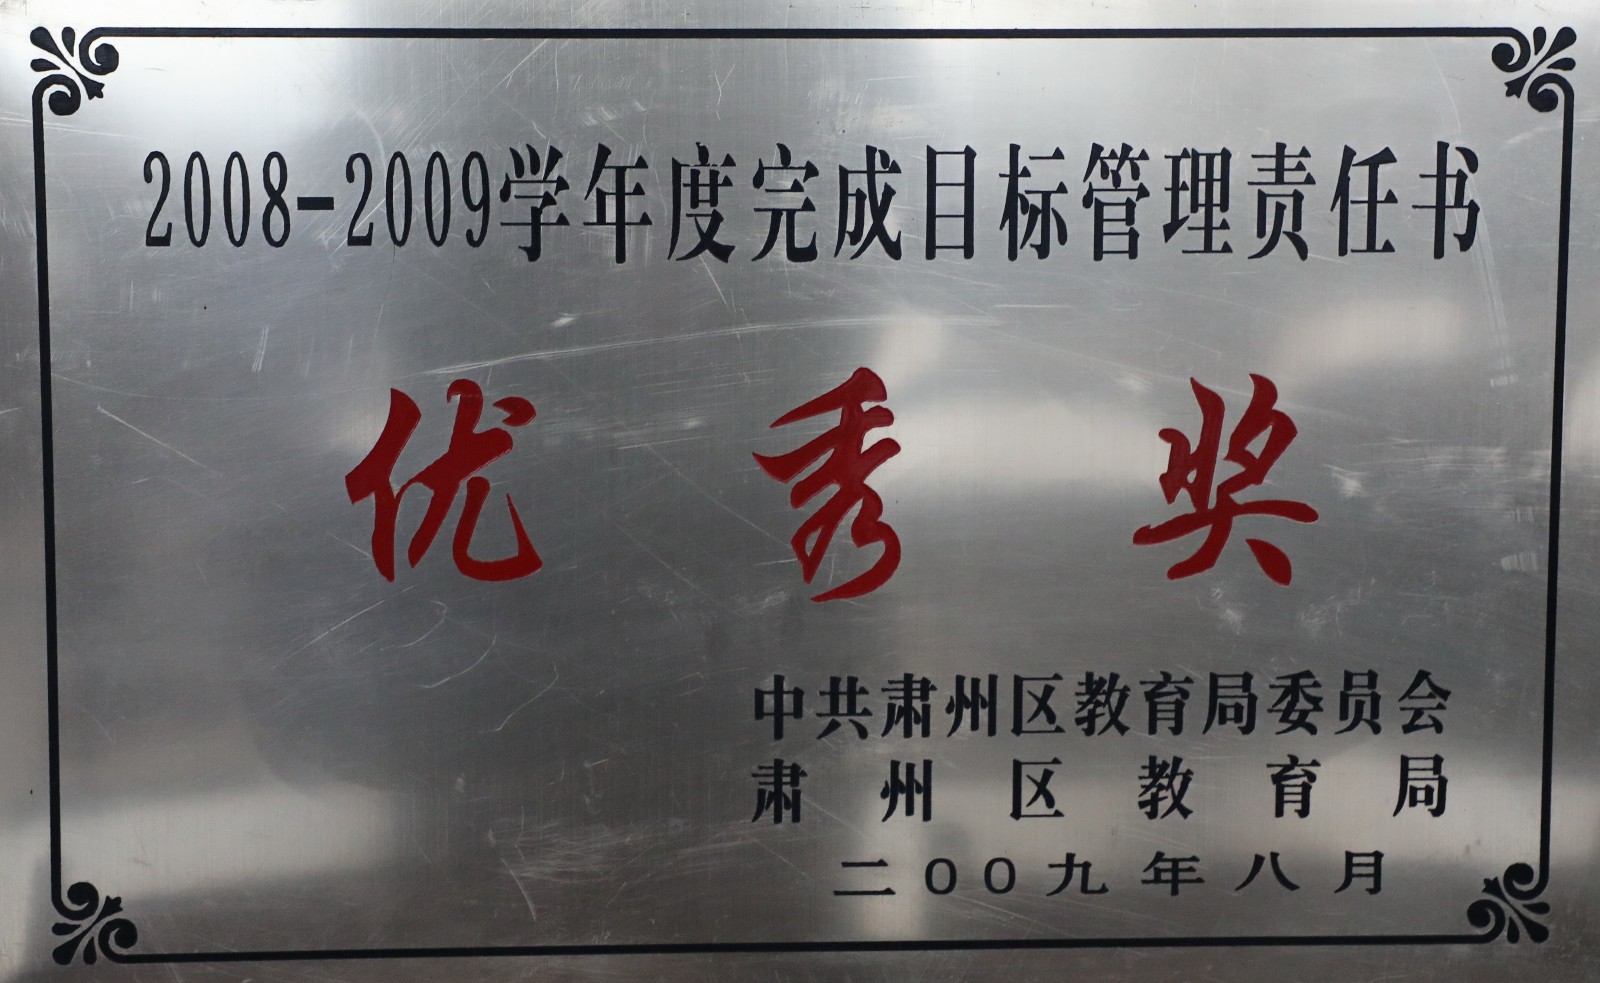 2008-2009学年度完成目标管理责任书
优秀奖
中共肃州区教育局委员会
肃州区教育局
二00九年八月